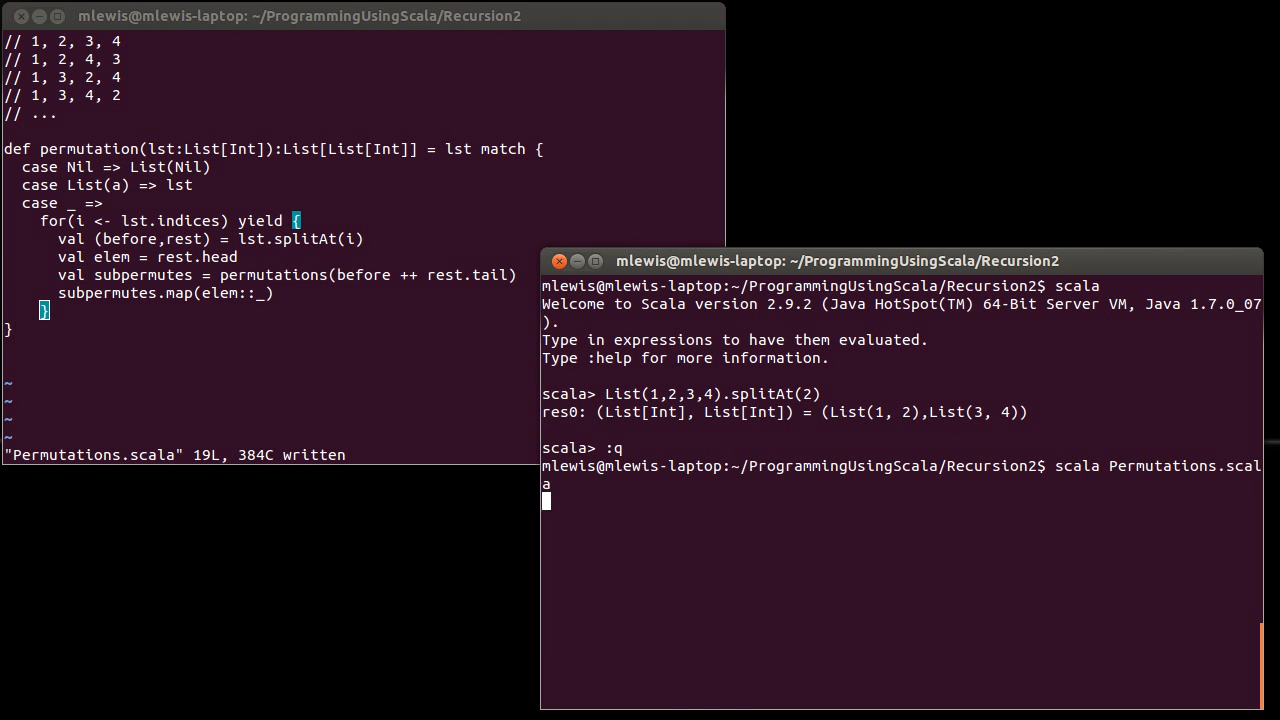 mlewis@mlewis-laptop: ~/ProgrammingUsingScala/Recursion2
// 1, 2, 3, 4
// 1, 2, 4, 3
// 1, 3, 2, 4
// 1, 3, 4, 2
// ...
def permutation(lst:List[Int]):List[List[Int]] = lst match {
  case Nil => List(Nil)
  case List(a) => lst
  case _ =>
    for(i <- lst.indices) yield {
      val (before,rest) = lst.splitAt(i)
      val elem = rest.head
      val subpermutes = permutations(before ++ rest.tail)
      subpermutes.map(elem::_)
    }
}
~
~
~
~
"Permutations.scala" 19L, 384C written
mlewis@mlewis-laptop: ~/ProgrammingUsingScala/Recursion2
mlewis@mlewis-laptop:~/ProgrammingUsingScala/Recursion2$ scala
Welcome to Scala version 2.9.2 (Java HotSpot(TM) 64-Bit Server VM, Java 1.7.0_07
).
Type in expressions to have them evaluated.
Type :help for more information.
scala> List(1,2,3,4).splitAt(2)
res0: (List[Int], List[Int]) = (List(1, 2),List(3, 4))
scala> :q
mlewis@mlewis-laptop:~/ProgrammingUsingScala/Recursion2$ scala Permutations.scal
a